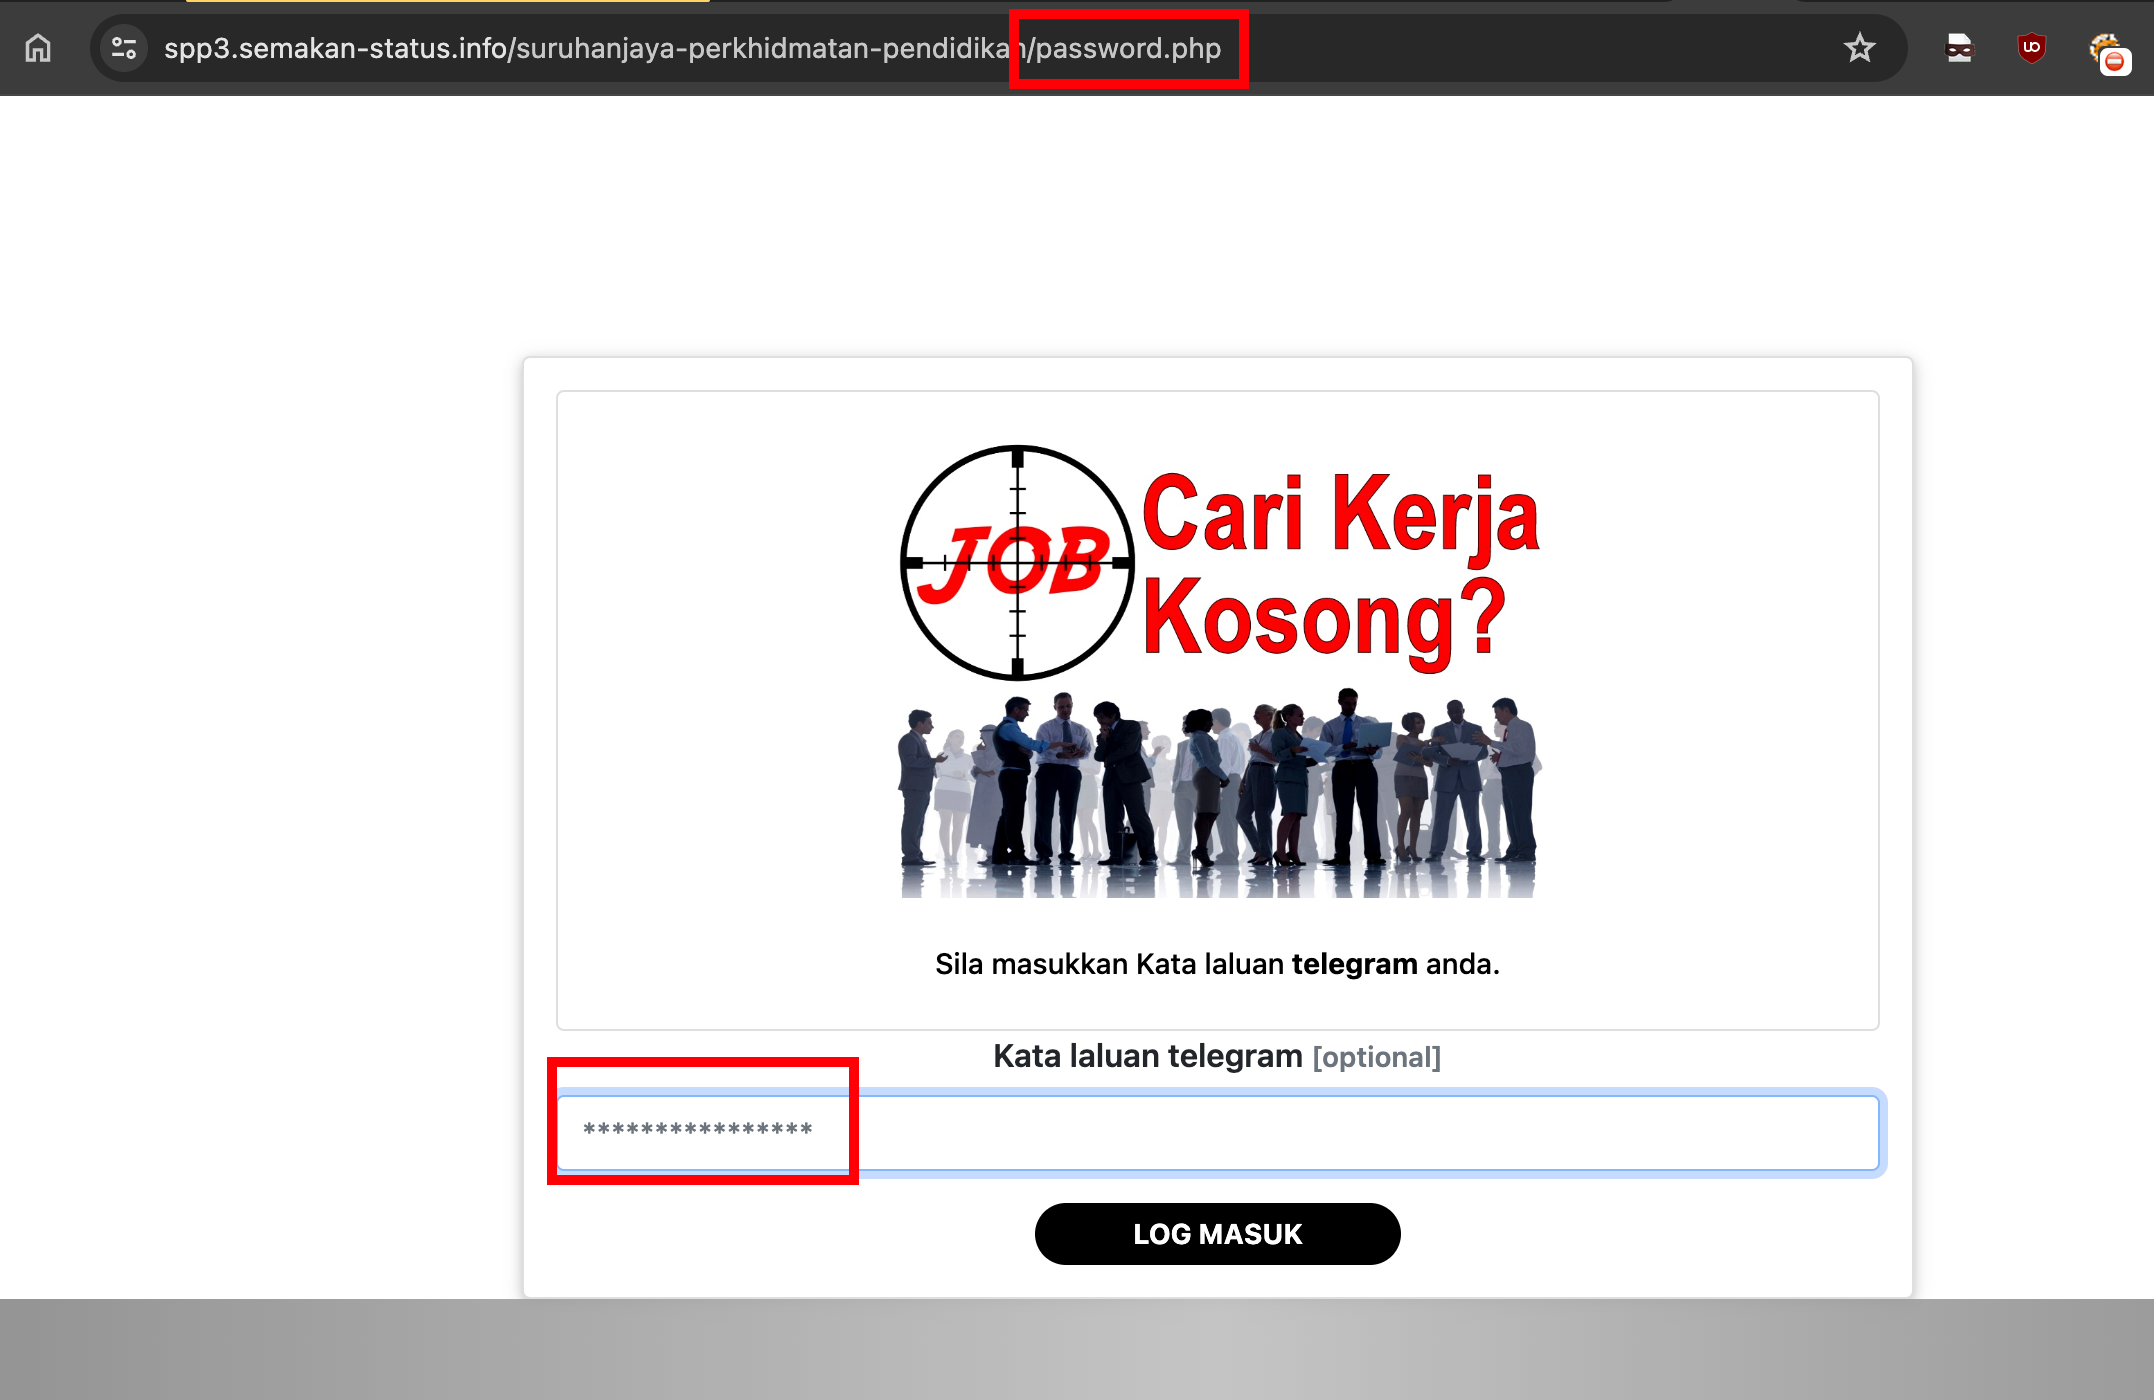 spp3.semakan-status.info/suruhanjaya-perkhidmatan-pendidikan/password.php
JOB
Cari Kerja
Kosong?
Sila masukkan Kata laluan telegram anda.
Kata laluan telegram [optional]
****************
LOG MASUK